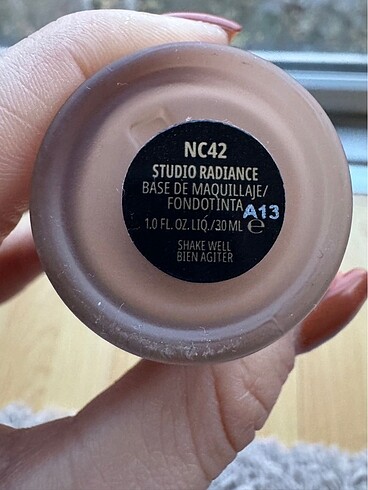 NC42
STUDIO RADIANCE
BASE DE MAQUILLAJE/
FONDOTINTA
A13
1.0 FL. OZ. LIQ./30 ML ℮
SHAKE WELL
BIEN AGITER